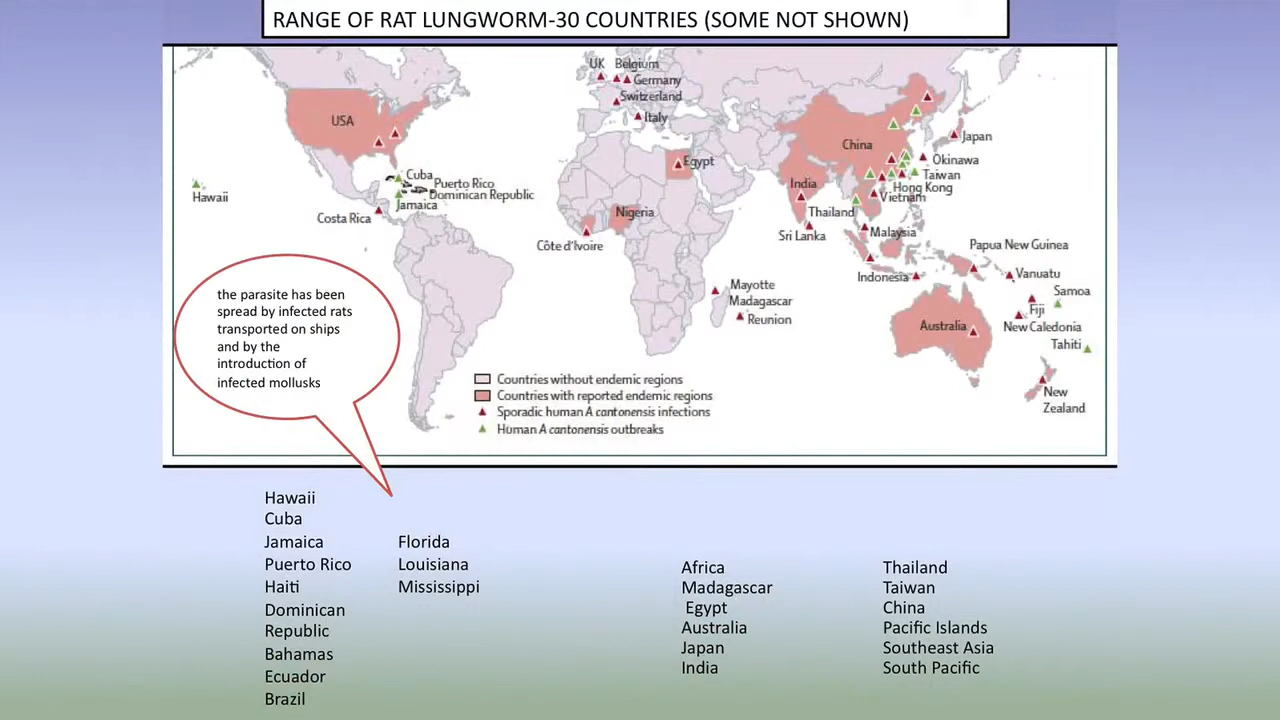 RANGE OF RAT LUNGWORM-30 COUNTRIES (SOME NOT SHOWN)
UK Belgium
Germany
Switzerland
Italy
USA
China
Japan
Egypt
Okinawa
Taiwan
Hong Kong
Vietnam
India
Thailand
Sri Lanka
Malaysia
Indonesia
Cuba
Puerto Rico
Dominican Republic
Jamaica
Hawaii
Costa Rica
Nigeria
Côte d'Ivoire
Papua New Guinea
Vanuatu
Samoa
Fiji
New Caledonia
Tahiti
Australia
New
Zealand
Mayotte
Madagascar
Reunion
the parasite has been
spread by infected rats
transported on ships
and by the
introduction of
infected mollusks
Countries without endemic regions
Countries with reported endemic regions
Sporadic human A cantonensis infections
Human A cantonensis outbreaks
Hawaii
Cuba
Jamaica
Puerto Rico
Haiti
Dominican
Republic
Bahamas
Ecuador
Brazil
Florida
Louisiana
Mississippi
Africa
Madagascar
Egypt
Australia
Japan
India
Thailand
Taiwan
China
Pacific Islands
Southeast Asia
South Pacific